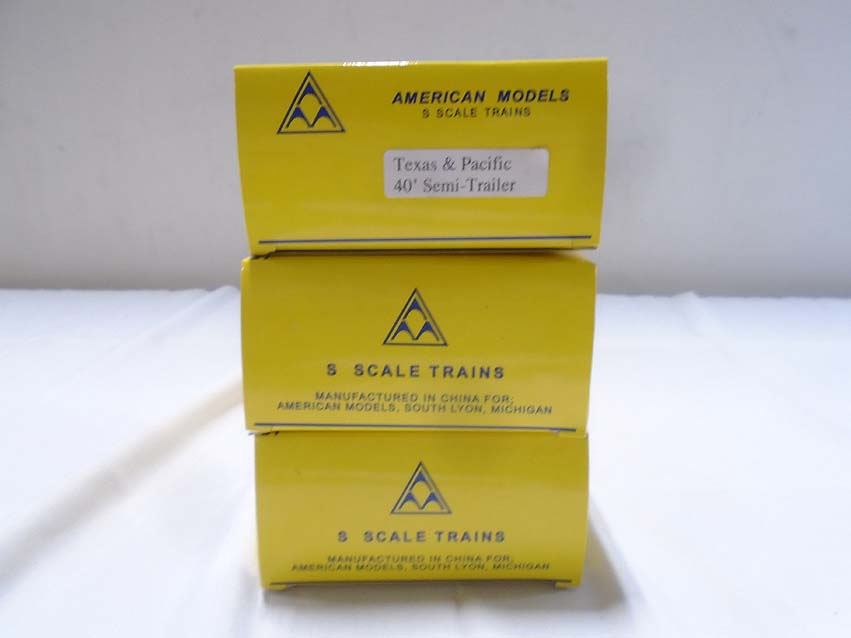 AMERICAN MODELS
S SCALE TRAINS
Texas & Pacific
40' Semi-Trailer
S SCALE TRAINS
MANUFACTURED IN CHINA FOR;
AMERICAN MODELS, SOUTH LYON, MICHIGAN
S SCALE TRAINS
MANUFACTURED IN CHINA FOR;
AMERICAN MODELS, SOUTH LYON, MICHIGAN